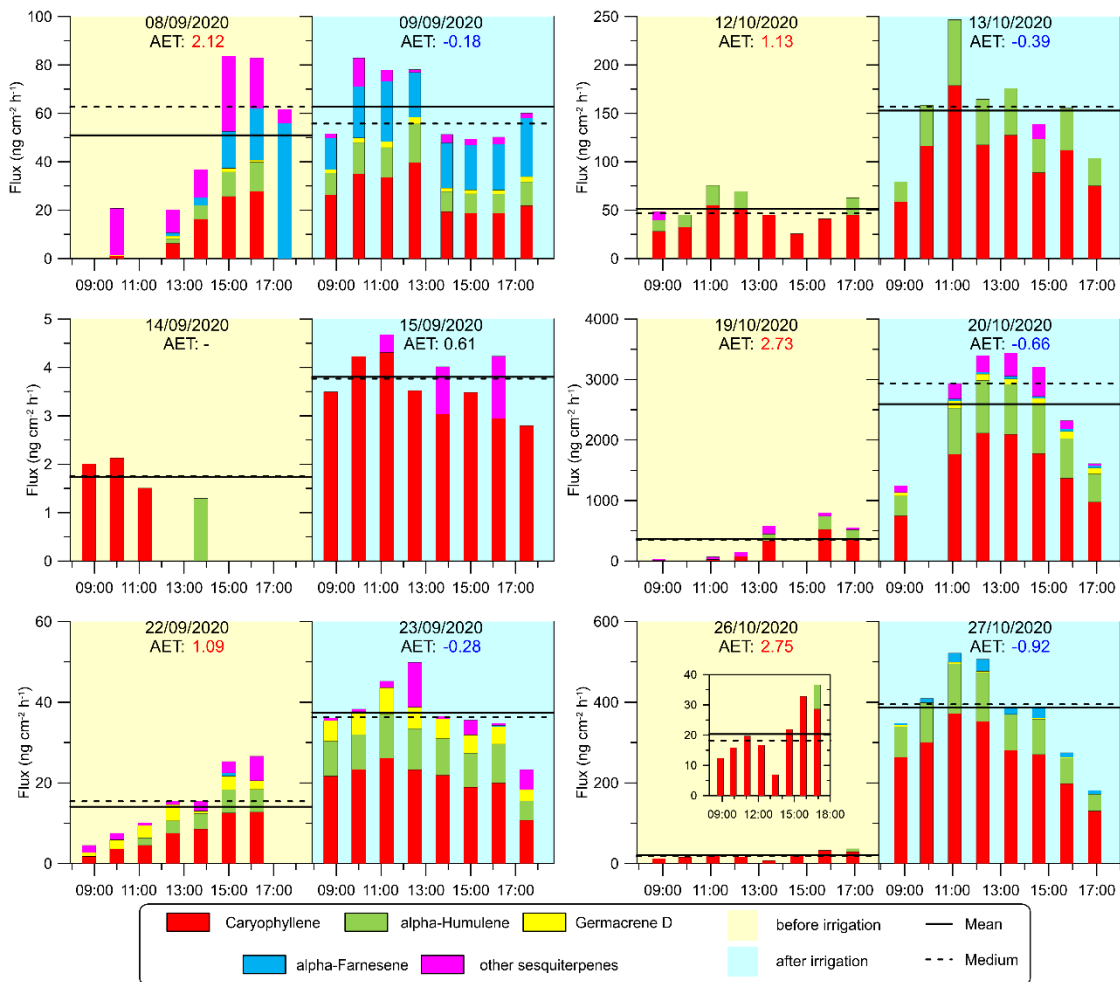 08/09/2020
AET: 2.12
09/09/2020
AET: -0.18
Flux (ng cm⁻² h⁻¹)
100
80
60
40
20
0
09:00 11:00 13:00 15:00 17:00
09:00 11:00 13:00 15:00 17:00
12/10/2020
AET: 1.13
13/10/2020
AET: -0.39
Flux (ng cm⁻² h⁻¹)
250
200
150
100
50
0
09:00 11:00 13:00 15:00 17:00
09:00 11:00 13:00 15:00 17:00
14/09/2020
AET: -
15/09/2020
AET: 0.61
Flux (ng cm⁻² h⁻¹)
5
4
3
2
1
0
09:00 11:00 13:00 15:00 17:00
09:00 11:00 13:00 15:00 17:00
19/10/2020
AET: 2.73
20/10/2020
AET: -0.66
Flux (ng cm⁻² h⁻¹)
4000
3000
2000
1000
0
09:00 11:00 13:00 15:00 17:00
09:00 11:00 13:00 15:00 17:00
22/09/2020
AET: 1.09
23/09/2020
AET: -0.28
Flux (ng cm⁻² h⁻¹)
60
40
20
0
09:00 11:00 13:00 15:00 17:00
09:00 11:00 13:00 15:00 17:00
26/10/2020
AET: 2.75
27/10/2020
AET: -0.92
Flux (ng cm⁻² h⁻¹)
600
400
200
0
40
30
20
10
0
09:00 12:00 15:00 18:00
09:00 11:00 13:00 15:00 17:00
09:00 11:00 13:00 15:00 17:00
Caryophyllene alpha-Humulene Germacrene D before irrigation Mean
alpha-Farnesene other sesquiterpenes after irrigation Medium